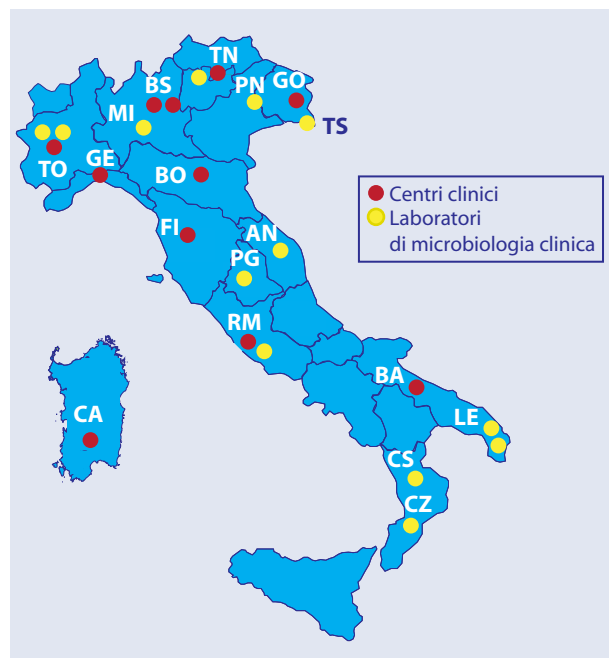 TN
BS
PN
GO
MI
TS
TO
GE
BO
Centri clinici
Laboratori
di microbiologia clinica
FI
AN
PG
RM
BA
CA
LE
CS
CZ